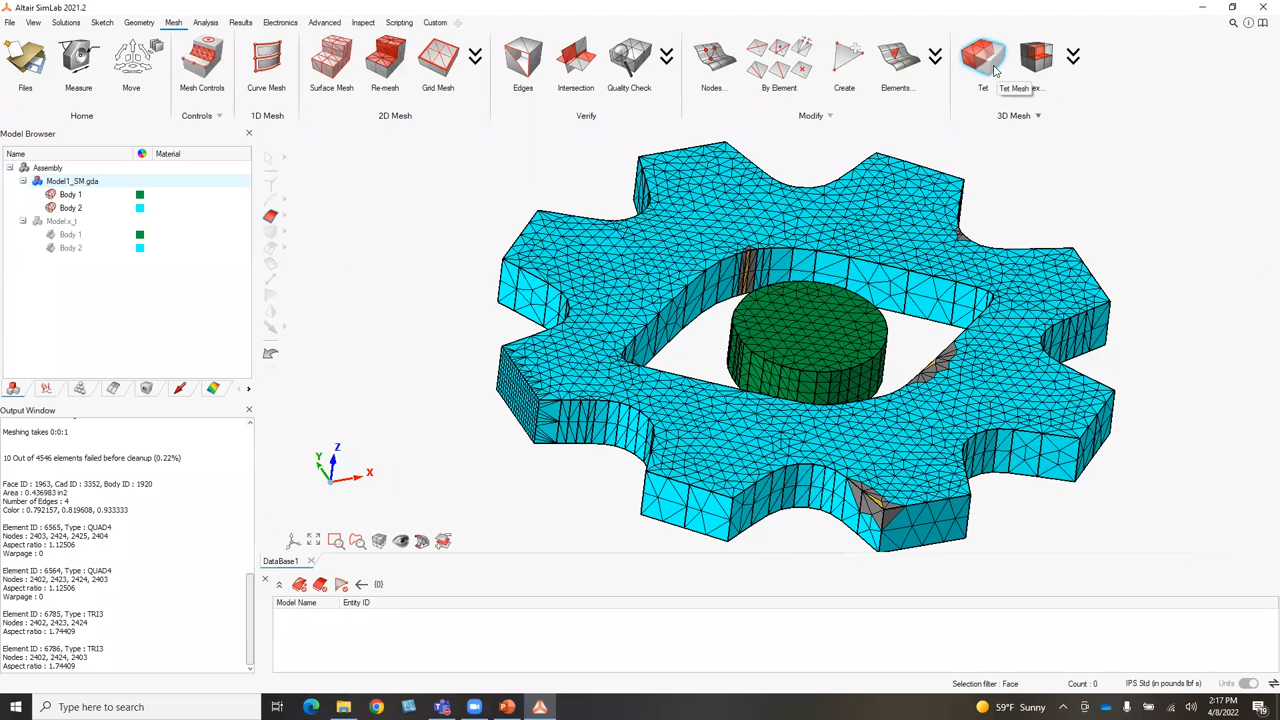 Altair SimLab 2021.2
File View Solutions Sketch Geometry Mesh Analysis Results Electronics Advanced Inspect Scripting Custom
Files Measure Move Mesh Controls Curve Mesh Surface Mesh Re-mesh Grid Mesh Edges Intersection Quality Check Nodes... By Element Create Elements... Tet Tet Mesh ex...
Home Controls 1D Mesh 2D Mesh Verify Modify 3D Mesh
Model Browser
Name Material
Assembly
Model1_SM.gda
Body 1
Body 2
Model.x_t
Body 1
Body 2
Output Window
Meshing takes 0:0:1
10 Out of 4546 elements failed before cleanup (0.22%)
Face ID : 1963, Cad ID : 3352, Body ID : 1920
Area : 0.436983 in2
Number of Edges : 4
Color : 0.792157, 0.819608, 0.933333
Element ID : 6565, Type : QUAD4
Nodes : 2403, 2424, 2425, 2404
Aspect ratio : 1.12506
Warpage : 0
Element ID : 6564, Type : QUAD4
Nodes : 2402, 2423, 2424, 2403
Aspect ratio : 1.12506
Warpage : 0
Element ID : 6785, Type : TRI3
Nodes : 2402, 2423, 2424
Aspect ratio : 1.74409
Element ID : 6786, Type : TRI3
Nodes : 2402, 2424, 2403
Aspect ratio : 1.74409
Z
Y
X
DataBase1
{0}
Model Name Entity ID
Selection filter : Face Count : 0 IPS Std (in pounds lbf s) Units
Type here to search
79°F Sunny
2:17 PM
4/8/2022